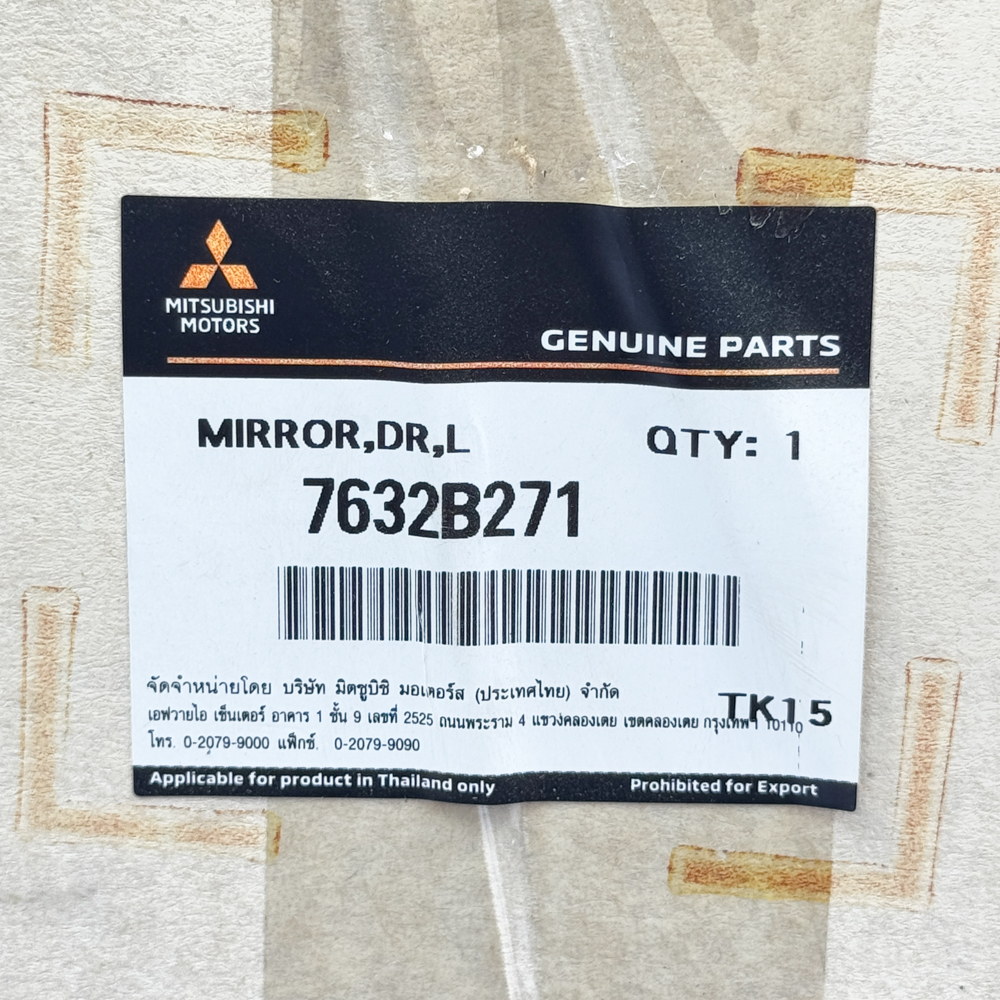 MITSUBISHI
MOTORS
GENUINE PARTS
MIRROR,DR,L
QTY: 1
7632B271
จัดจำหน่ายโดย บริษัท มิตซูบิชิ มอเตอร์ส (ประเทศไทย) จำกัด
TK15
เอฟวายไอ เซ็นเตอร์ อาคาร 1 ชั้น 9 เลขที่ 2525 ถนนพระราม 4 แขวงคลองเตย เขตคลองเตย กรุงเทพฯ 10110
โทร. 0-2079-9000 แฟ็กซ์. 0-2079-9090
Applicable for product in Thailand only
Prohibited for Export